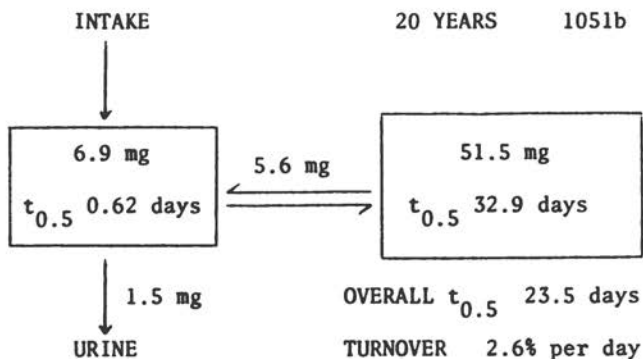 INTAKE
20 YEARS 1051b
6.9 mg
t0.5 0.62 days
5.6 mg
51.5 mg
t0.5 32.9 days
1.5 mg
URINE
OVERALL t0.5 23.5 days
TURNOVER 2.6% per day